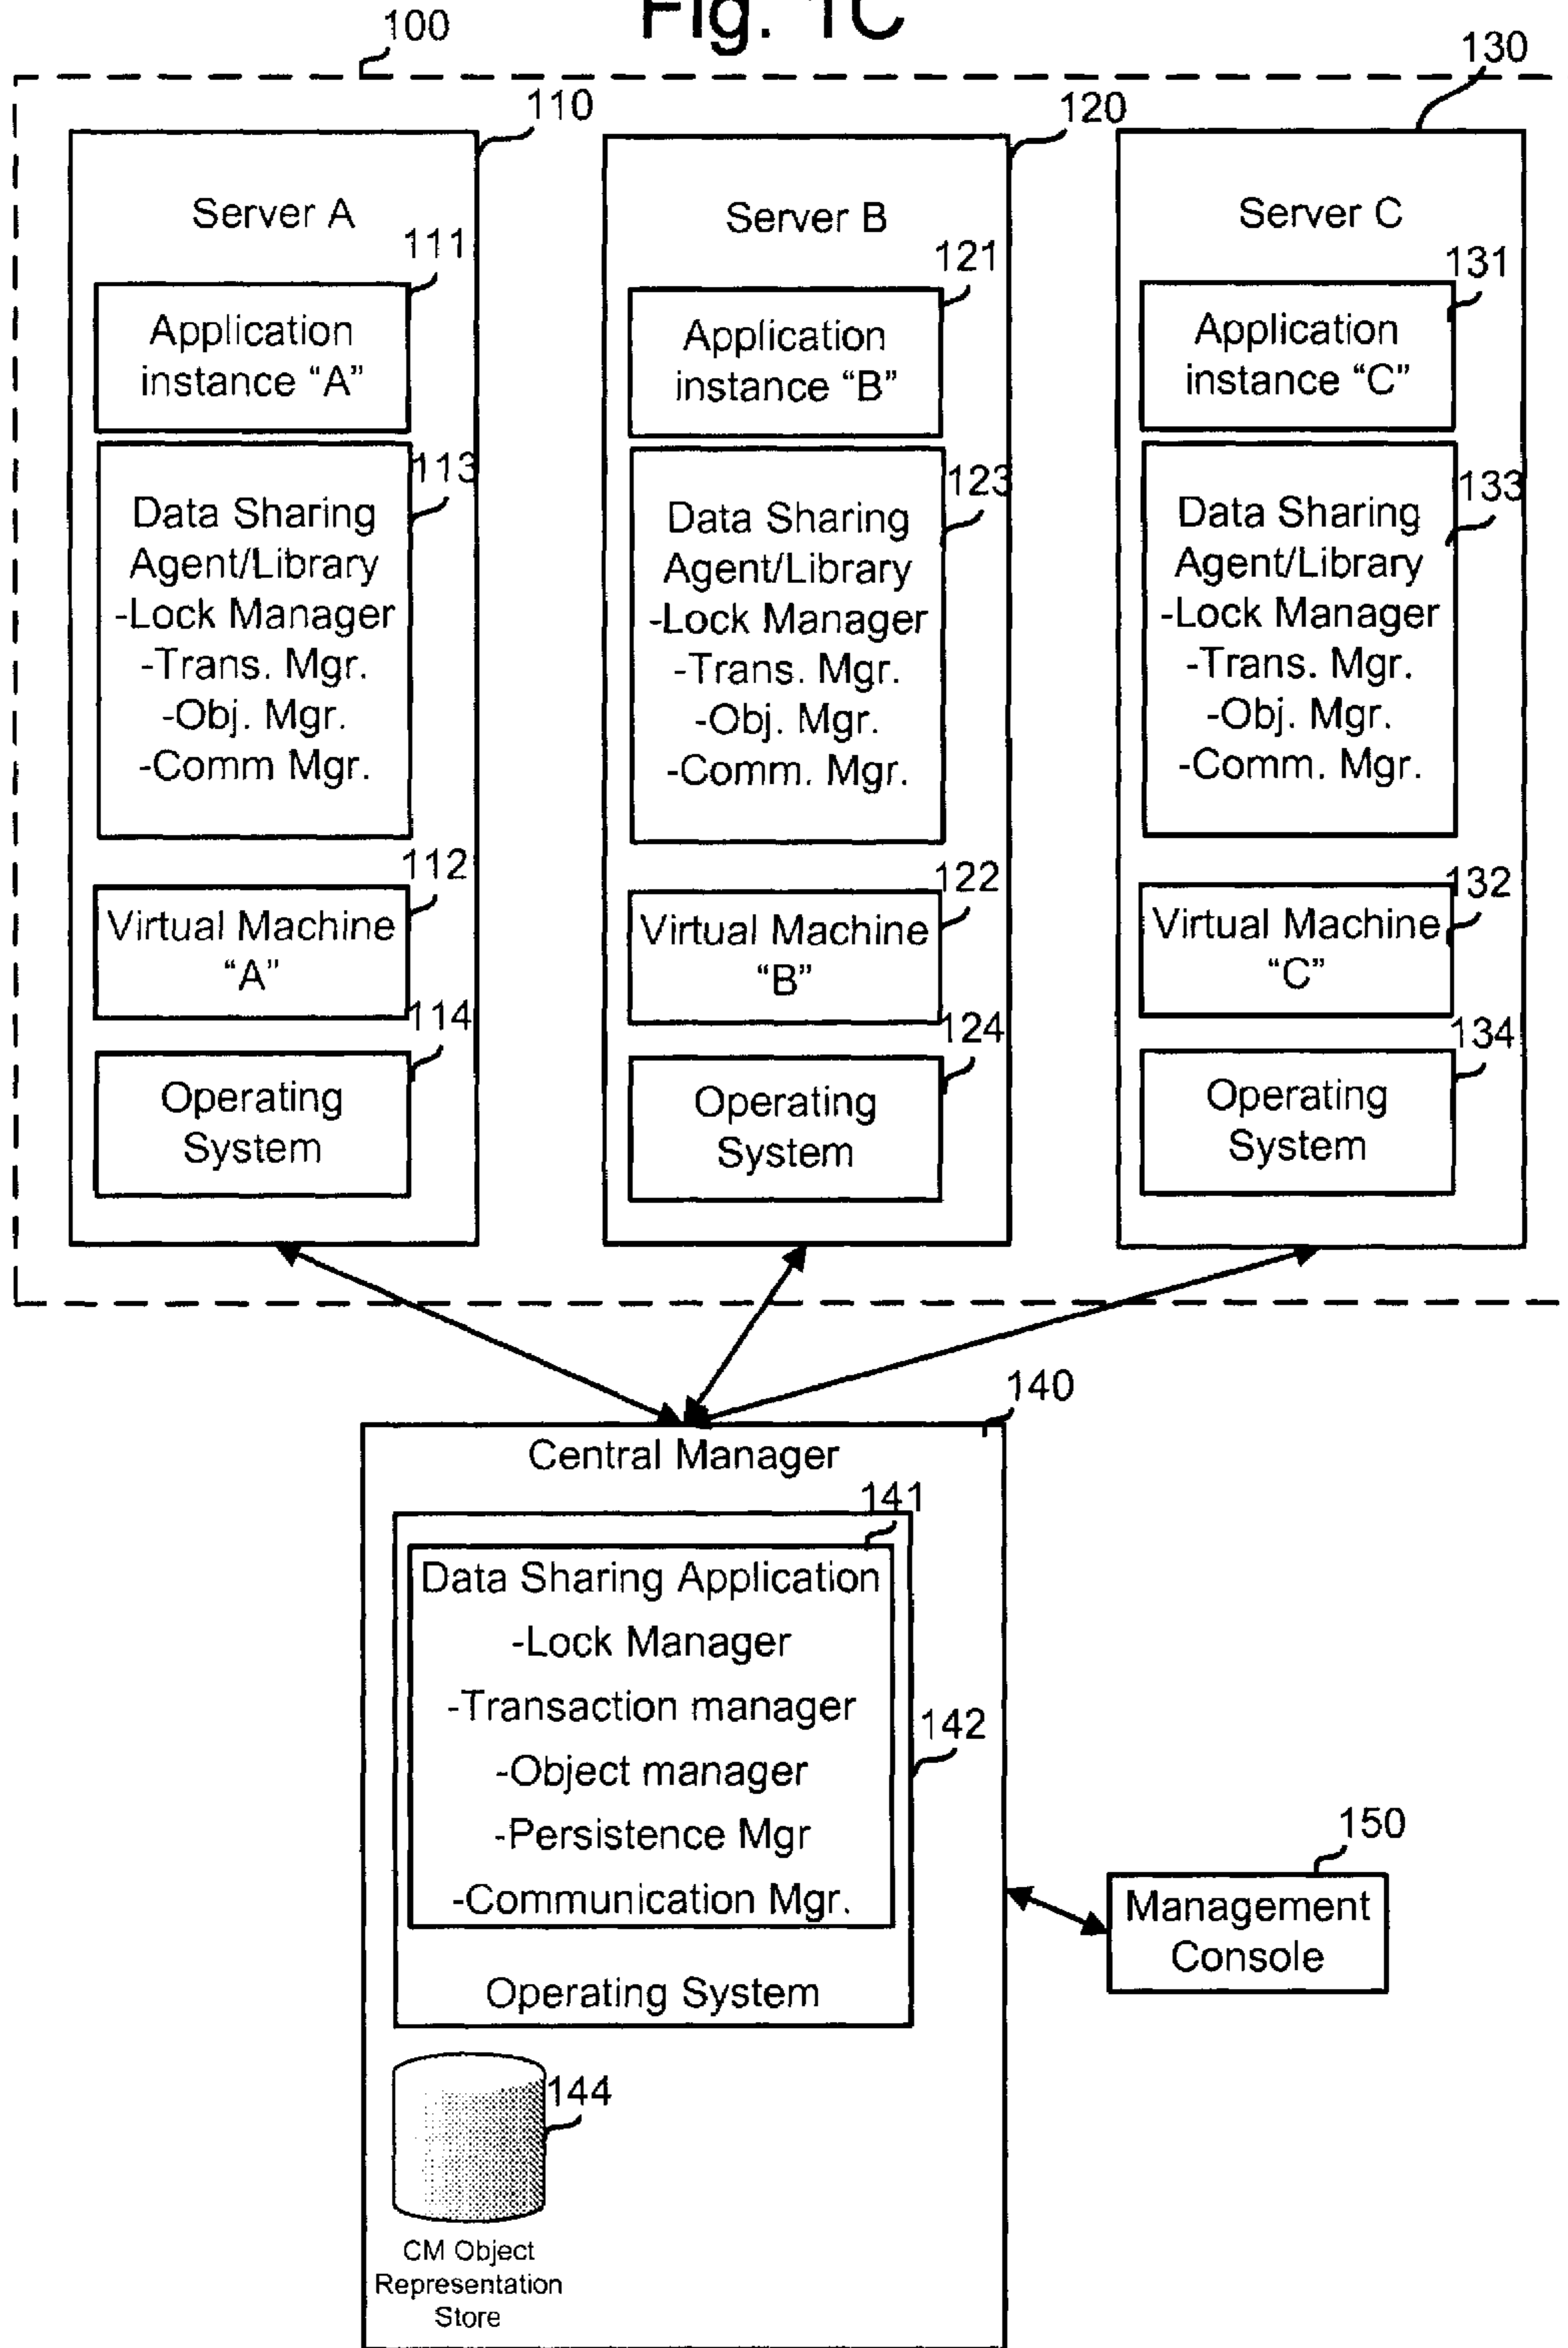 Fig. 1C
100
130
110
120
Server A
111
Application
instance “A”
113
Data Sharing
Agent/Library
-Lock Manager
-Trans. Mgr.
-Obj. Mgr.
-Comm Mgr.
112
Virtual Machine
“A”
114
Operating
System
Server B
121
Application
instance “B”
123
Data Sharing
Agent/Library
-Lock Manager
-Trans. Mgr.
-Obj. Mgr.
-Comm. Mgr.
122
Virtual Machine
“B”
124
Operating
System
Server C
131
Application
instance “C”
133
Data Sharing
Agent/Library
-Lock Manager
-Trans. Mgr.
-Obj. Mgr.
-Comm. Mgr.
132
Virtual Machine
“C”
134
Operating
System
140
Central Manager
141
Data Sharing Application
-Lock Manager
-Transaction manager
142
-Object manager
-Persistence Mgr
-Communication Mgr.
Operating System
150
Management
Console
144
CM Object
Representation
Store